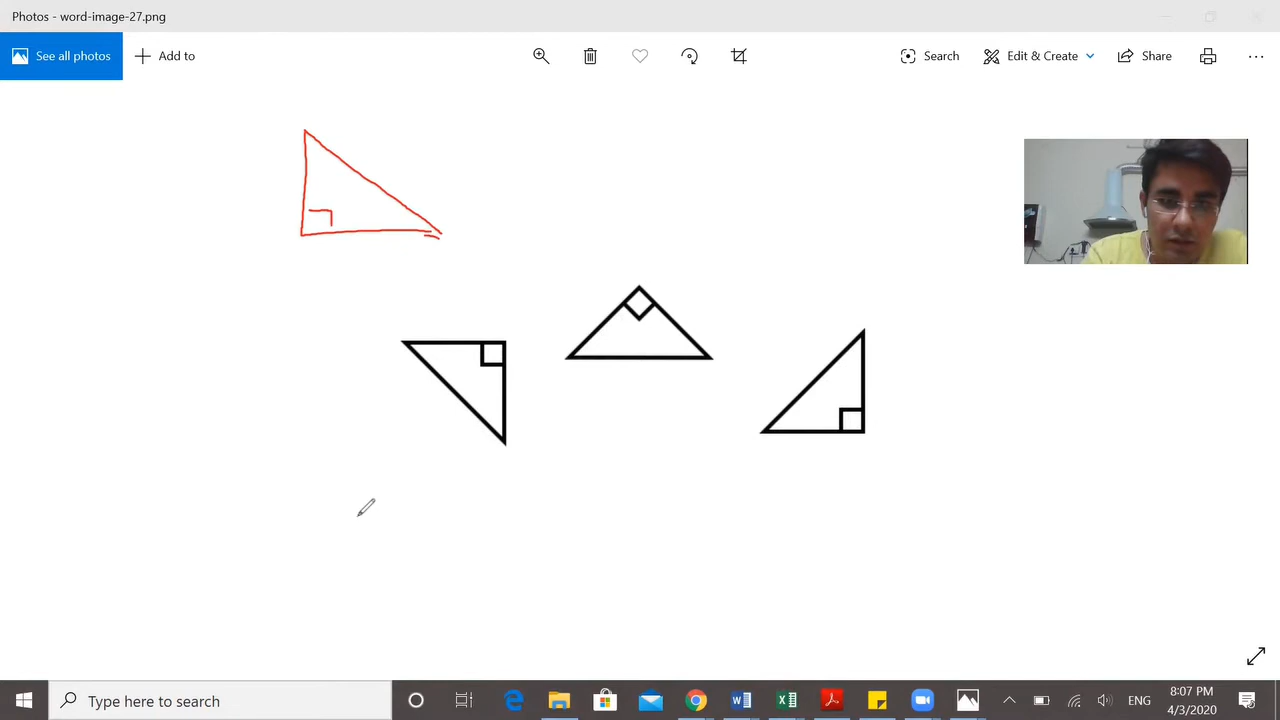 Photos - word-image-27.png
See all photos
Add to
Search
Edit & Create
Share
Type here to search
ENG
8:07 PM
4/3/2020